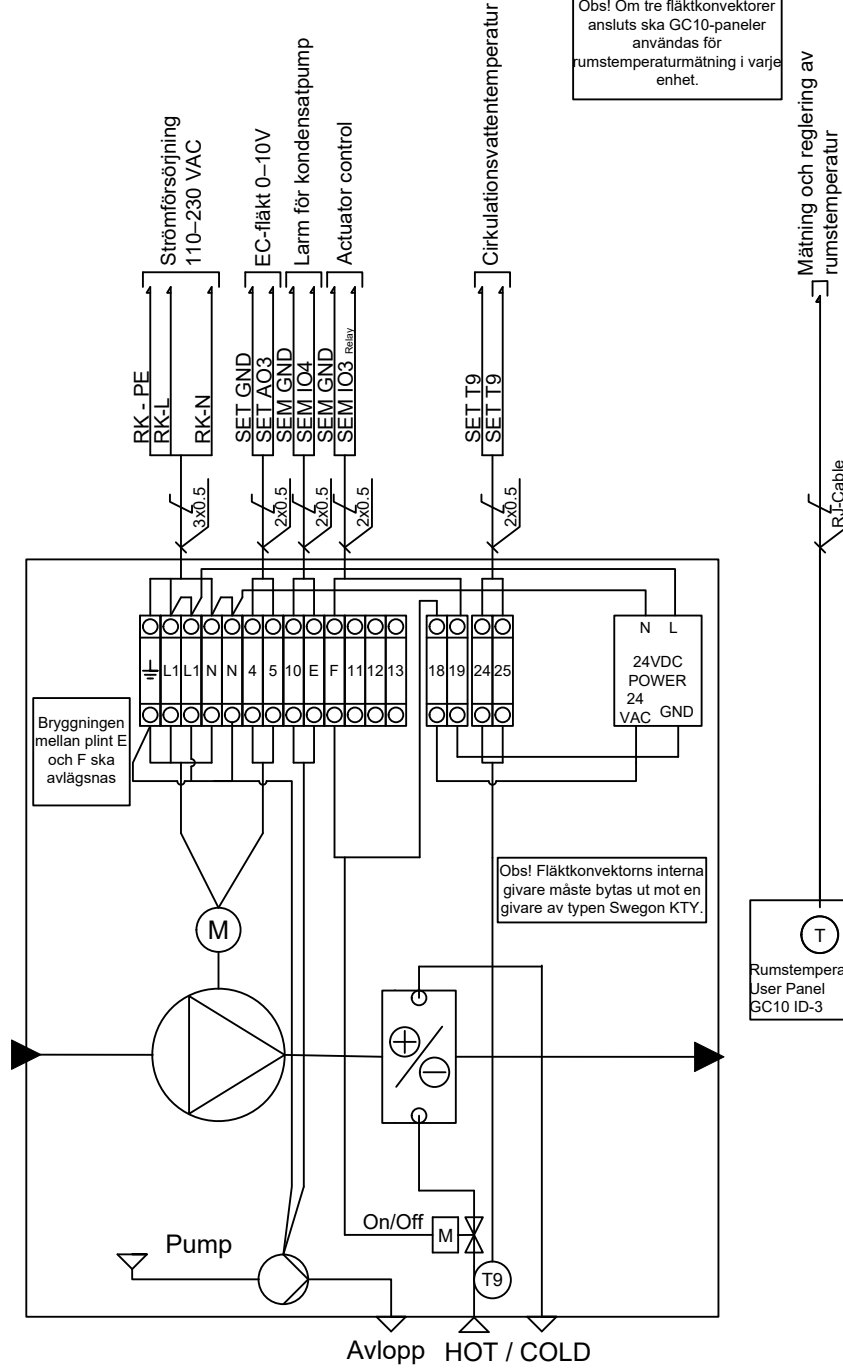 Obs! Om tre fläktkonvektorer
ansluts ska GC10-paneler
användas för
rumstemperaturmätning i varje
enhet.
Strömförsörjning
110–230 VAC
EC-fläkt 0–10V
Larm för kondensatpump
Actuator control
Cirkulationsvattentemperatur
Mätning och reglering av
rumstemperatur
RK - PE
RK-L
RK-N
SET GND
SET AO3
SEM GND
SEM IO4
SEM GND
SEM IO3 Relay
SET T9
SET T9
3x0.5
2x0.5
2x0.5
2x0.5
2x0.5
RJ-Cable
L1 L1 N N 4 5 10 E F 11 12 13 18 19 24 25
N L
24VDC
POWER
24
VAC GND
Bryggningen
mellan plint E
och F ska
avlägsnas
Obs! Fläktkonvektorns interna
givare måste bytas ut mot en
givare av typen Swegon KTY.
M
T
User Panel
GC10 ID-3
On/Off
M
Pump
T9
Avlopp HOT / COLD